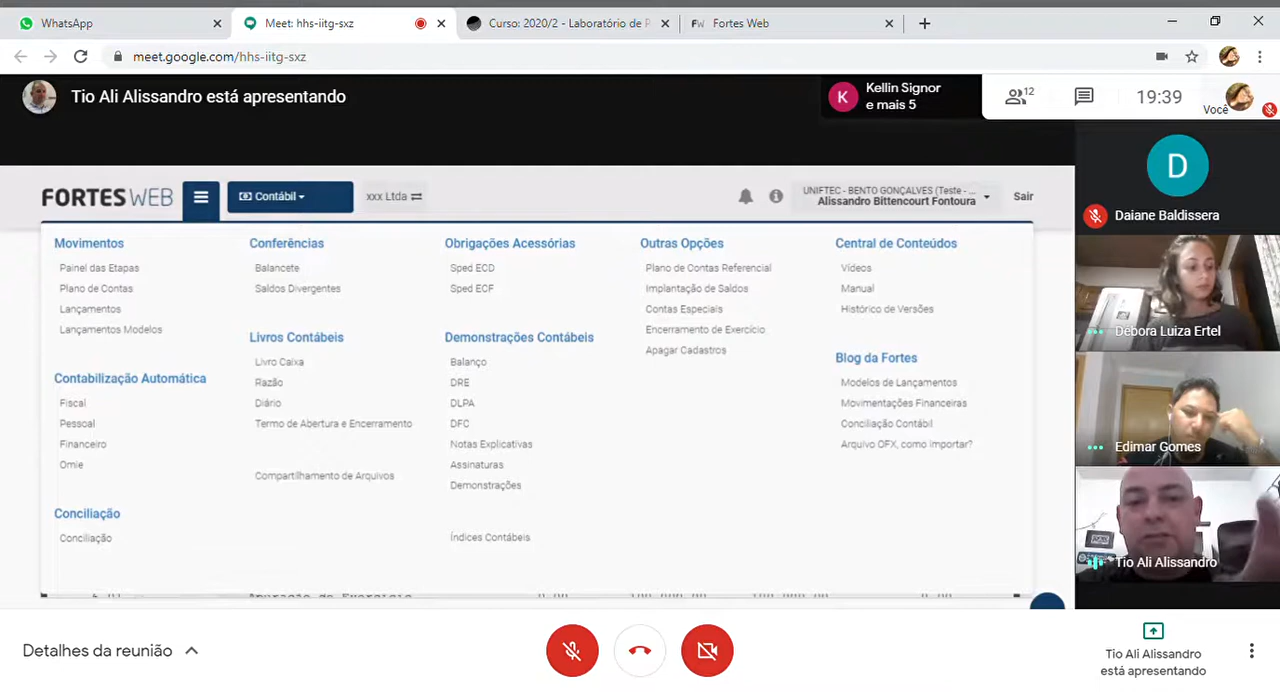 WhatsApp
Meet: hhs-iitg-sxz
Curso: 2020/2 - Laboratório de P
FW Fortes Web
meet.google.com/hhs-iitg-sxz
Tio Ali Alissandro está apresentando
K
Kellin Signor
e mais 5
12
19:39
Você
FORTES WEB
Contábil
xxx Ltda
UNIFTEC - BENTO GONÇALVES (Teste - ...
Alissandro Bittencourt Fontoura
Sair
Movimentos
Painel das Etapas
Plano de Contas
Lançamentos
Lançamentos Modelos
Contabilização Automática
Fiscal
Pessoal
Financeiro
Omie
Conciliação
Conciliação
Conferências
Balancete
Saldos Divergentes
Livros Contábeis
Livro Caixa
Razão
Diário
Termo de Abertura e Encerramento
Compartilhamento de Arquivos
Obrigações Acessórias
Sped ECD
Sped ECF
Demonstrações Contábeis
Balanço
DRE
DLPA
DFC
Notas Explicativas
Assinaturas
Demonstrações
Índices Contábeis
Outras Opções
Plano de Contas Referencial
Implantação de Saldos
Contas Especiais
Encerramento de Exercício
Apagar Cadastros
Central de Conteúdos
Vídeos
Manual
Histórico de Versões
Blog da Fortes
Modelos de Lançamentos
Movimentações Financeiras
Conciliação Contábil
Arquivo OFX, como importar?
D
Daiane Baldissera
Débora Luiza Ertel
Edimar Gomes
Tio Ali Alissandro
Detalhes da reunião
Tio Ali Alissandro
está apresentando